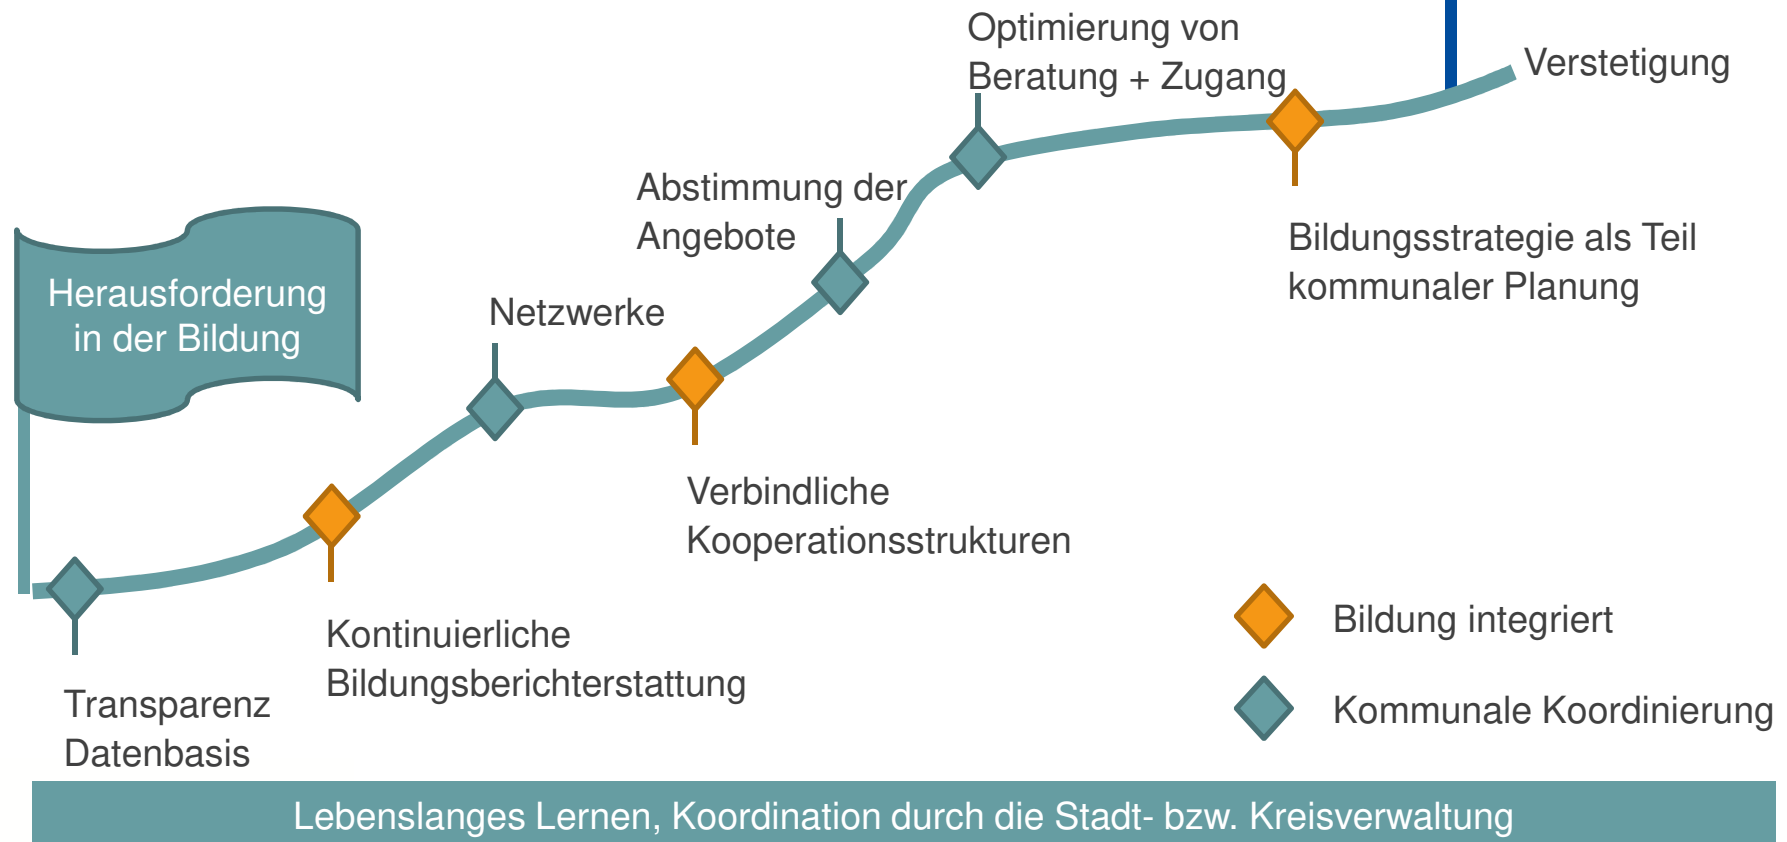 Optimierung von
Beratung + Zugang
Verstetigung
Abstimmung der
Angebote
Bildungsstrategie als Teil
kommunaler Planung
Herausforderung
in der Bildung
Netzwerke
Verbindliche
Kooperationsstrukturen
Kontinuierliche
Bildungsberichterstattung
Transparenz
Datenbasis
Bildung integriert
Kommunale Koordinierung
Lebenslanges Lernen, Koordination durch die Stadt- bzw. Kreisverwaltung